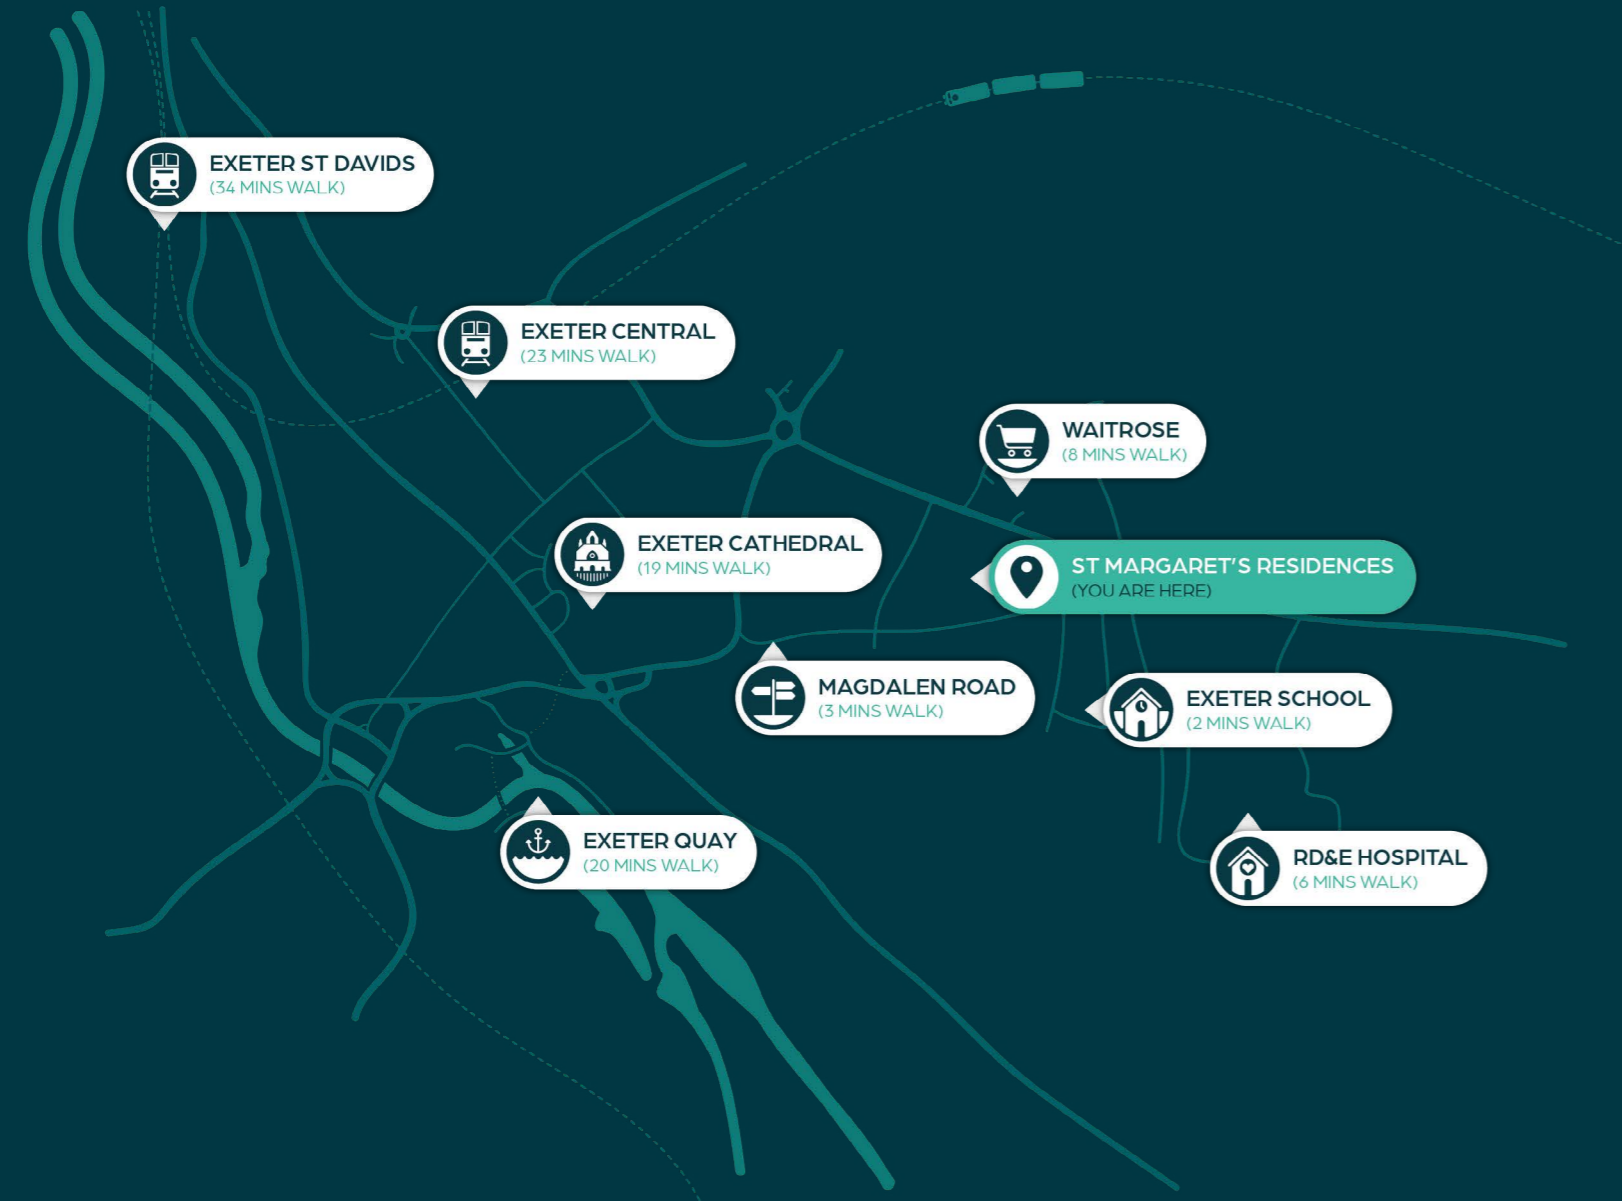 EXETER ST DAVIDS
(34 MINS WALK)
EXETER CENTRAL
(23 MINS WALK)
WAITROSE
(8 MINS WALK)
EXETER CATHEDRAL
(19 MINS WALK)
ST MARGARET'S RESIDENCES
(YOU ARE HERE)
MAGDALEN ROAD
(3 MINS WALK)
EXETER SCHOOL
(2 MINS WALK)
EXETER QUAY
(20 MINS WALK)
RD&E HOSPITAL
(6 MINS WALK)